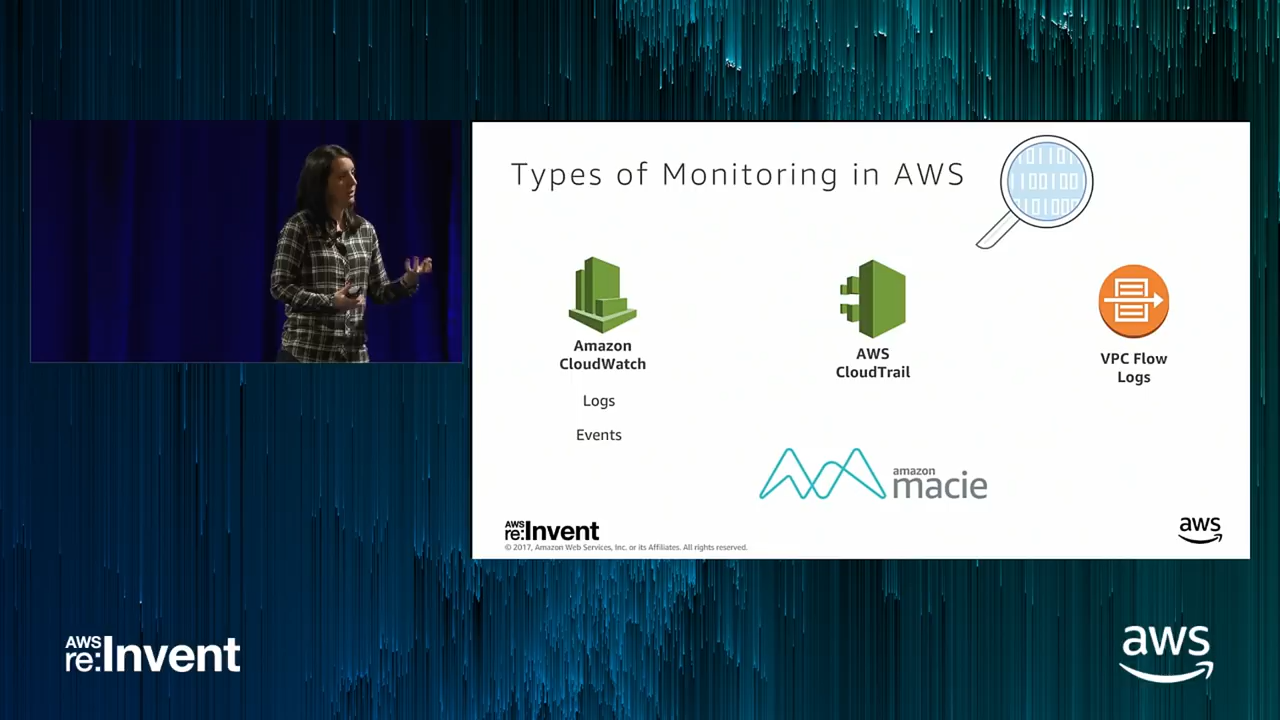 Types of Monitoring in AWS
101101
100100
0101000
Amazon
CloudWatch
Logs
Events
AWS
CloudTrail
VPC Flow
Logs
amazon
macie
AWS
re:Invent
© 2017, Amazon Web Services, Inc. or its Affiliates. All rights reserved.
aws
AWS
re:Invent
aws